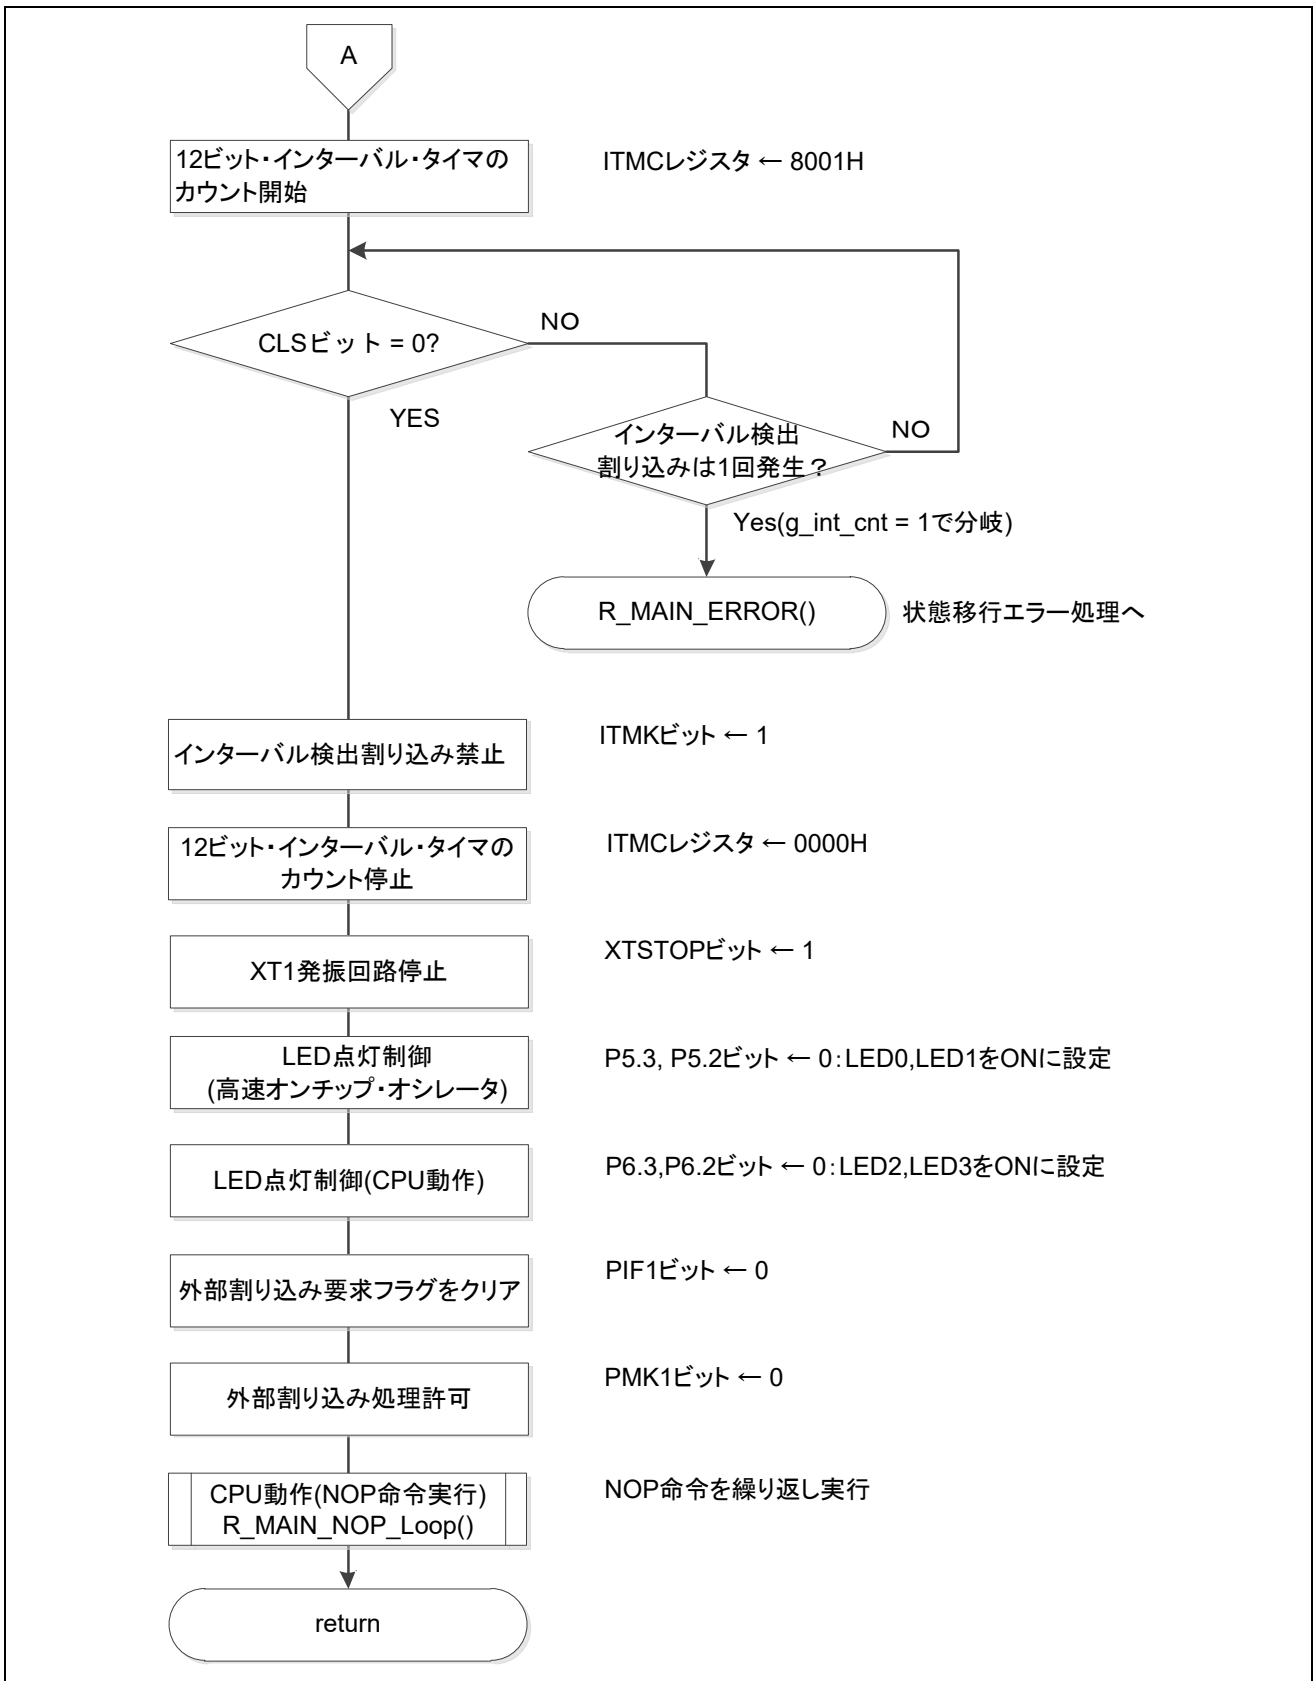 A
12ビット・インターバル・タイマの
カウント開始
ITMCレジスタ ← 8001H
CLSビット = 0?
NO
YES
インターバル検出
割り込みは1回発生？
NO
Yes(g_int_cnt = 1で分岐)
R_MAIN_ERROR()
状態移行エラー処理へ
インターバル検出割り込み禁止
ITMKビット ← 1
12ビット・インターバル・タイマの
カウント停止
ITMCレジスタ ← 0000H
XT1発振回路停止
XTSTOPビット ← 1
LED点灯制御
(高速オンチップ・オシレータ)
P5.3, P5.2ビット ← 0：LED0,LED1をONに設定
LED点灯制御(CPU動作)
P6.3,P6.2ビット ← 0：LED2,LED3をONに設定
外部割り込み要求フラグをクリア
PIF1ビット ← 0
外部割り込み処理許可
PMK1ビット ← 0
CPU動作(NOP命令実行)
R_MAIN_NOP_Loop()
NOP命令を繰り返し実行
return